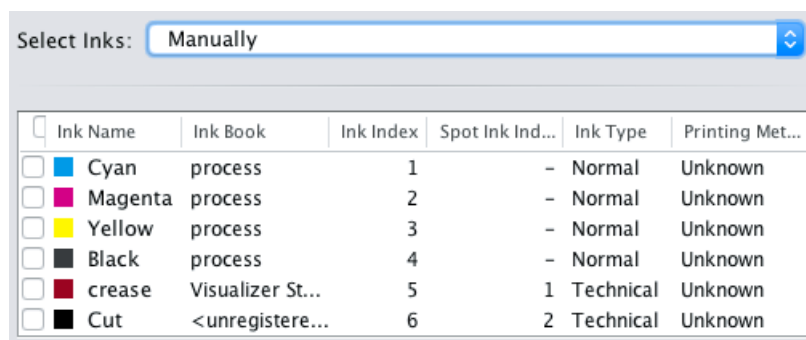 Select Inks: Manually
Ink Name Ink Book Ink Index Spot Ink Ind... Ink Type Printing Met...
Cyan process 1 – Normal Unknown
Magenta process 2 – Normal Unknown
Yellow process 3 – Normal Unknown
Black process 4 – Normal Unknown
crease Visualizer St... 5 1 Technical Unknown
Cut <unregistere... 6 2 Technical Unknown